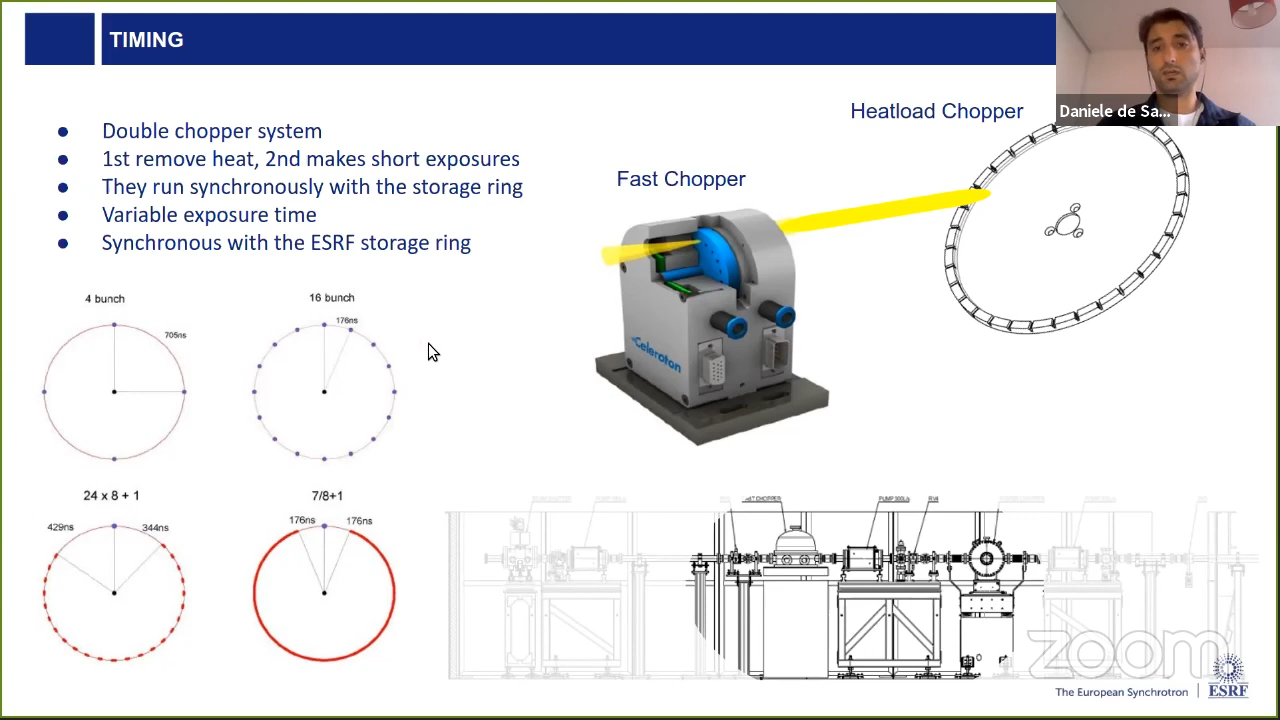 TIMING
Daniele de Sa...
Heatload Chopper
Fast Chopper
● Double chopper system
● 1st remove heat, 2nd makes short exposures
● They run synchronously with the storage ring
● Variable exposure time
● Synchronous with the ESRF storage ring
4 bunch
16 bunch
705ns
176ns
Celeroton
24 x 8 + 1
7/8+1
429ns
344ns
176ns
176ns
CHOPPER
zoom
The European Synchrotron
ESRF